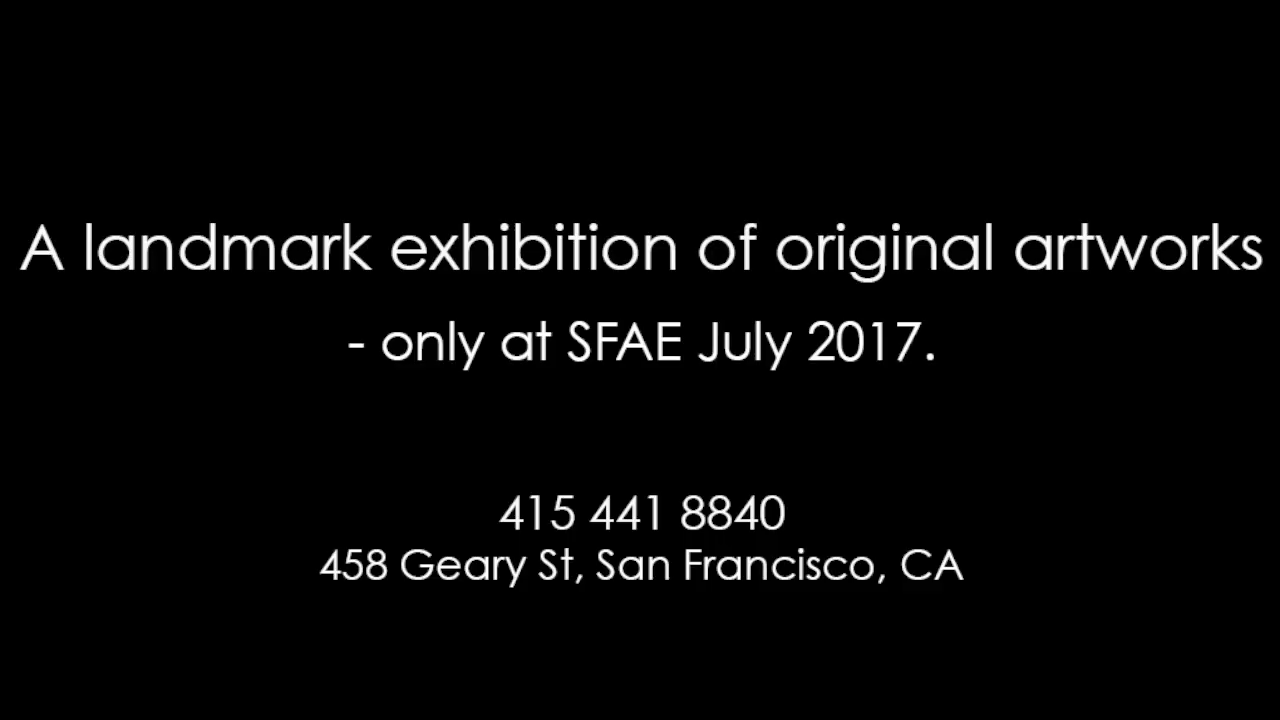 A landmark exhibition of original artworks
- only at SFAE July 2017.
415 441 8840
458 Geary St, San Francisco, CA